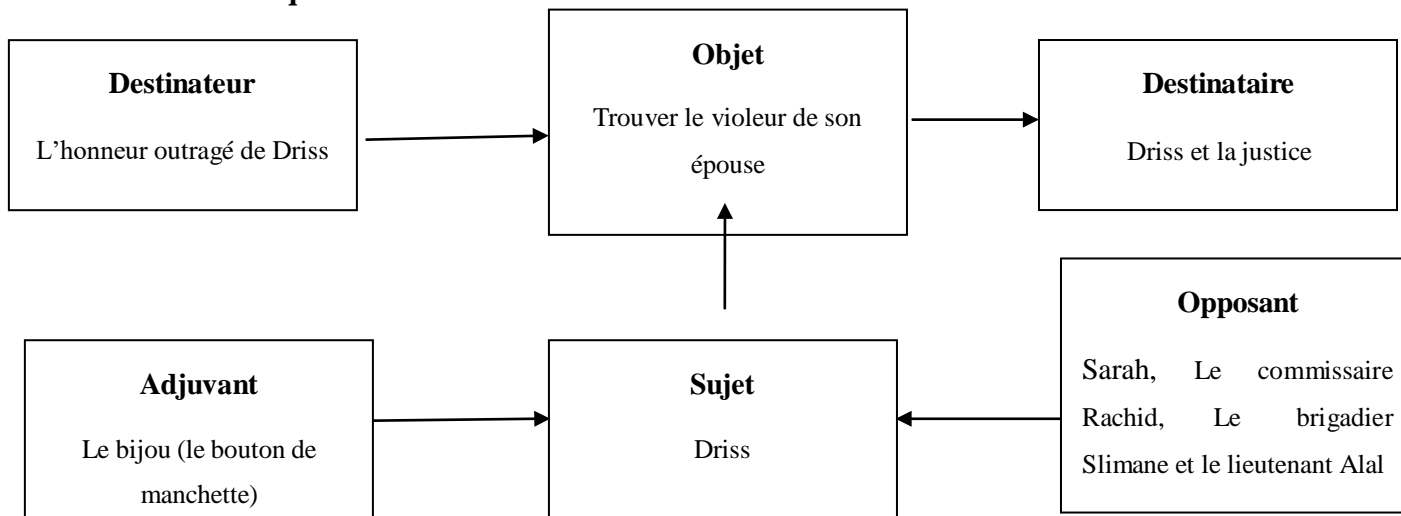 Destinateur
L'honneur outragé de Driss
Objet
Trouver le violeur de son
épouse
Destinataire
Driss et la justice
Adjuvant
Le bijou (le bouton de
manchette)
Sujet
Driss
Opposant
Sarah, Le commissaire
Rachid, Le brigadier
Slimane et le lieutenant Alal